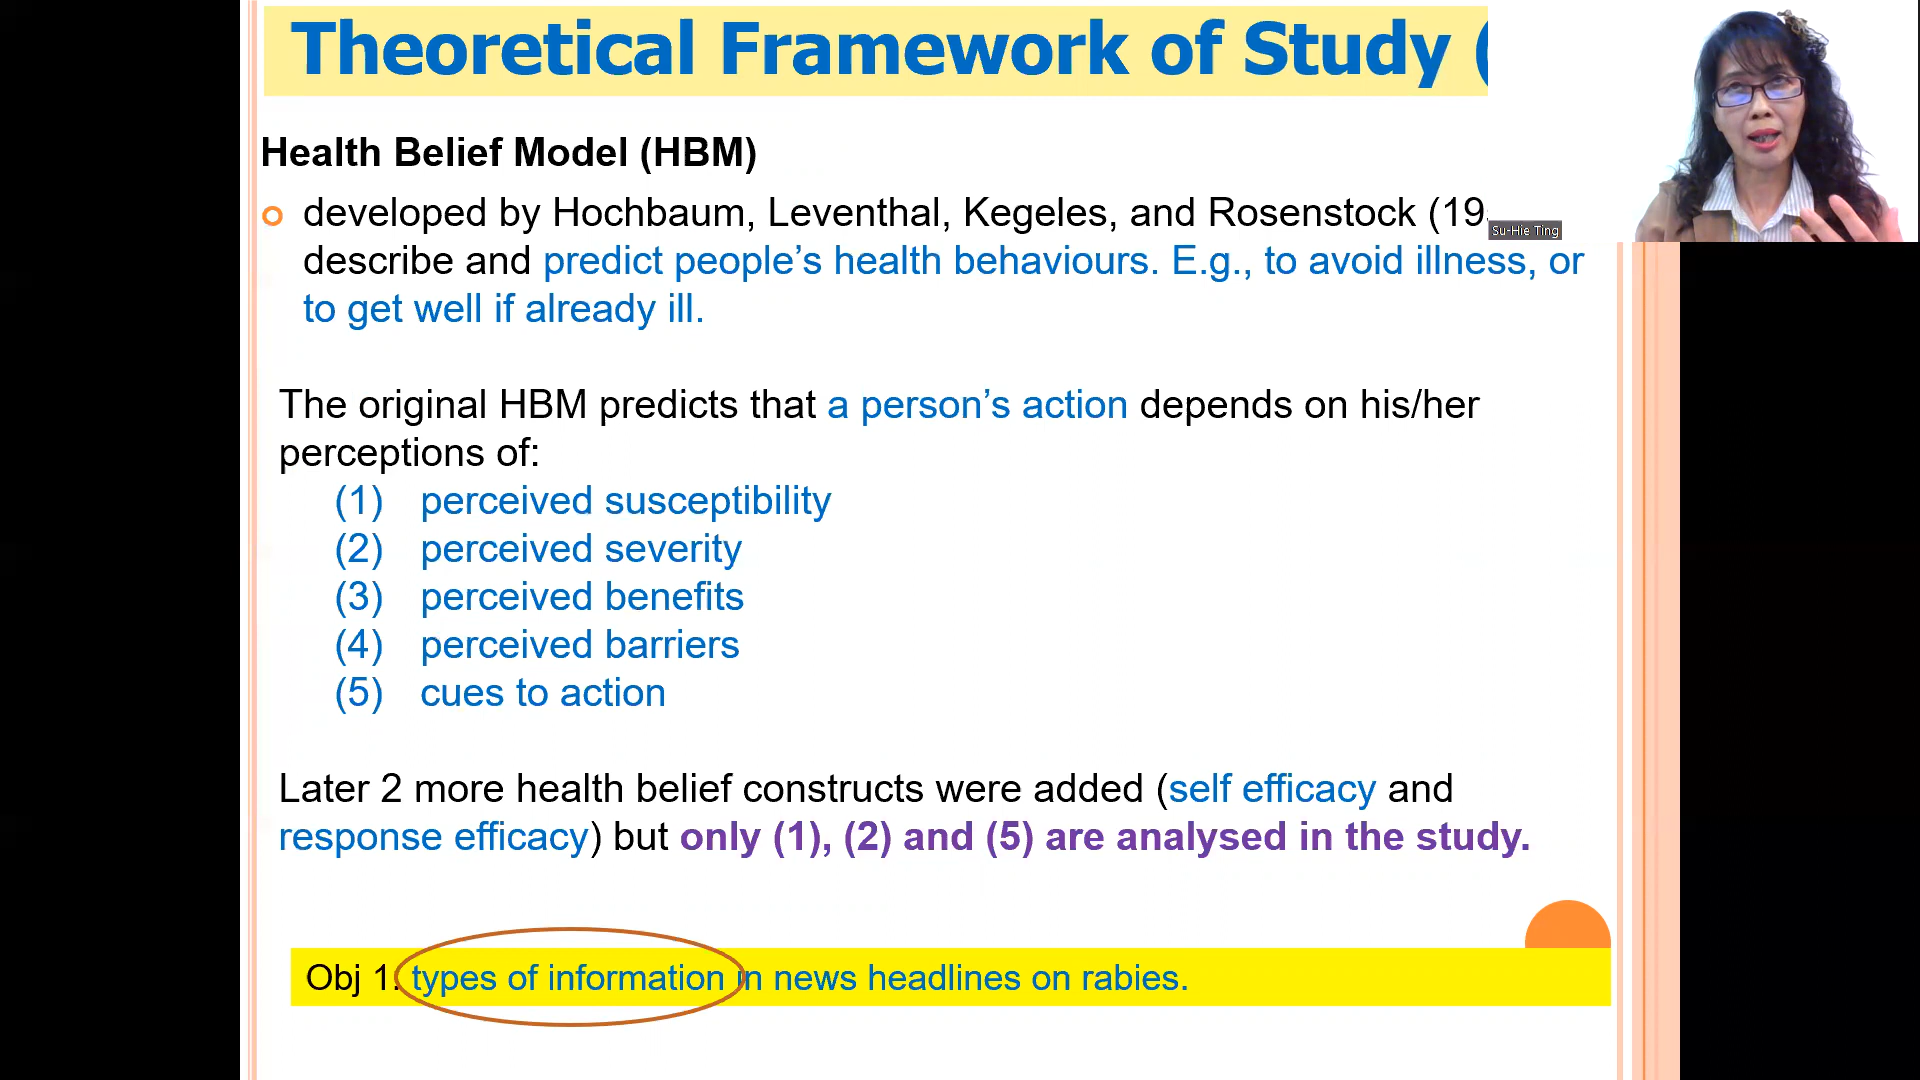 Theoretical Framework of Study (
Su-Hie Ting
Health Belief Model (HBM)
developed by Hochbaum, Leventhal, Kegeles, and Rosenstock (19
describe and predict people’s health behaviours. E.g., to avoid illness, or
to get well if already ill.
The original HBM predicts that a person’s action depends on his/her
perceptions of:
(1) perceived susceptibility
(2) perceived severity
(3) perceived benefits
(4) perceived barriers
(5) cues to action
Later 2 more health belief constructs were added (self efficacy and
response efficacy) but only (1), (2) and (5) are analysed in the study.
Obj 1: types of information in news headlines on rabies.